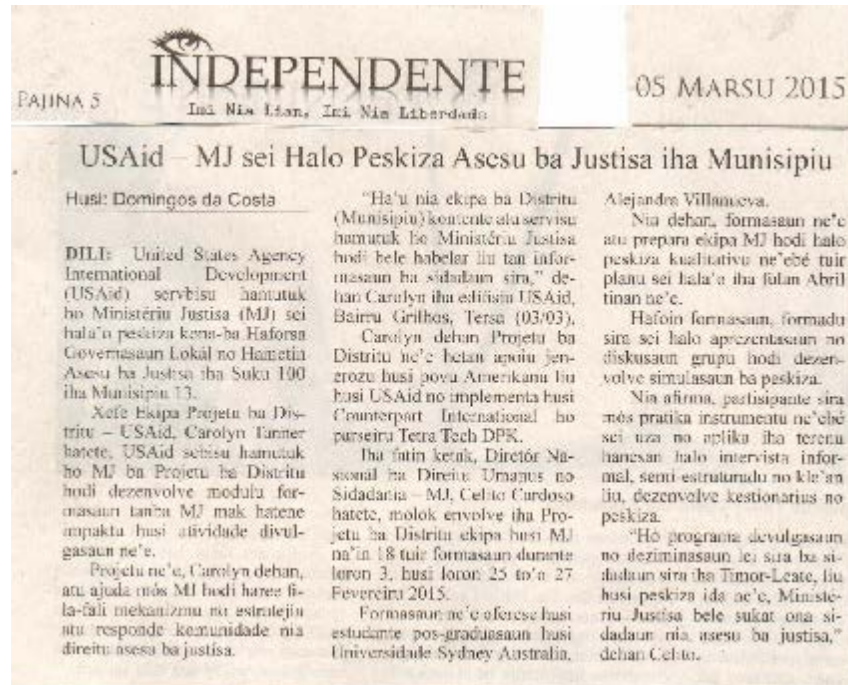 PAJINA 5
INDEPENDENTE
Imi Nia Lian, Imi Nia Liberdade
05 MARSU 2015
USAid – MJ sei Halo Peskiza Asesu ba Justisa iha Munisipiu
Husi: Domingos da Costa
DILI: United States Agency
International Development
(USAid) servbisu hamutuk
ho Ministériu Justisa (MJ) sei
hala'o peskiza kona-ba Haforsa
Governasaun Lokál no Hametin
Asesu ba Justisa iha Suku 100
iha Munisipiu 13.
Xefe Ekipa Projetu ba Dis-
tritu – USAid, Carolyn Tanner
hatete, USAid sebisu hamutuk
ho MJ ba Projetu ba Distritu
hodi dezenvolve modulu for-
masaun tanba MJ mak hatene
impaktu husi atividade divul-
gasaun ne'e.
Projetu ne'e, Carolyn dehan,
atu ajuda mós MJ hodi haree fi-
la-fali mekanizmu no estratejia
atu responde komunidade nia
direitu asesu ba justisa.
"Ha'u nia ekipa ba Distritu
(Munisipiu) kontente atu servisu
hamutuk ho Ministériu Justisa
hodi bele habelar liu tan infor-
masaun ba sidadaun sira," de-
han Carolyn iha edifísiu USAid,
Bairru Grilhos, Tersa (03/03).
Carolyn dehan Projetu ba
Distritu ne'e hetan apoiu jen-
erozu husi povu Amerikanu liu
husi USAid no implementa husi
Counterpart International ho
parseiru Tetra Tech DPK.
Iha fatin ketak, Diretór Na-
sionál ba Direitu Umanus no
Sidadania – MJ, Celito Cardoso
hatete, molok envolve iha Pro-
jetu ba Distritu ekipa husi MJ
na'in 18 tuir formasaun durante
loron 3, husi loron 25 to'o 27
Fevereiru 2015.
Formasaun ne'e oferese husi
estudante pos-graduasaun husi
Universidade Sydney Australia,
Alejandra Villanueva.
Nia dehan, formasaun ne'e
atu prepara ekipa MJ hodi halo
peskiza kualitativu ne'ebé tuir
planu sei hala'o iha fulan Abril
tinan ne'e.
Hafoin formasaun, formadu
sira sei halo aprezentasaun no
diskusaun grupu hodi dezen-
volve simulasaun ba peskiza.
Nia afirma, partisipante sira
mós pratika instrumentu ne'ebé
sei uza no aplika iha terenu
hanesan halo intervista infor-
mal, semi-estruturadu no kle'an
liu, dezenvolve kestionarius no
peskiza.
"Ho programa devulgasaun
no deziminasaun lei sira ba si-
dadaun sira iha Timor-Leste, liu
husi peskiza ida ne'e, Ministe-
riu Justisa bele sukat ona si-
dadaun nia asesu ba justisa,"
dehan Celito.